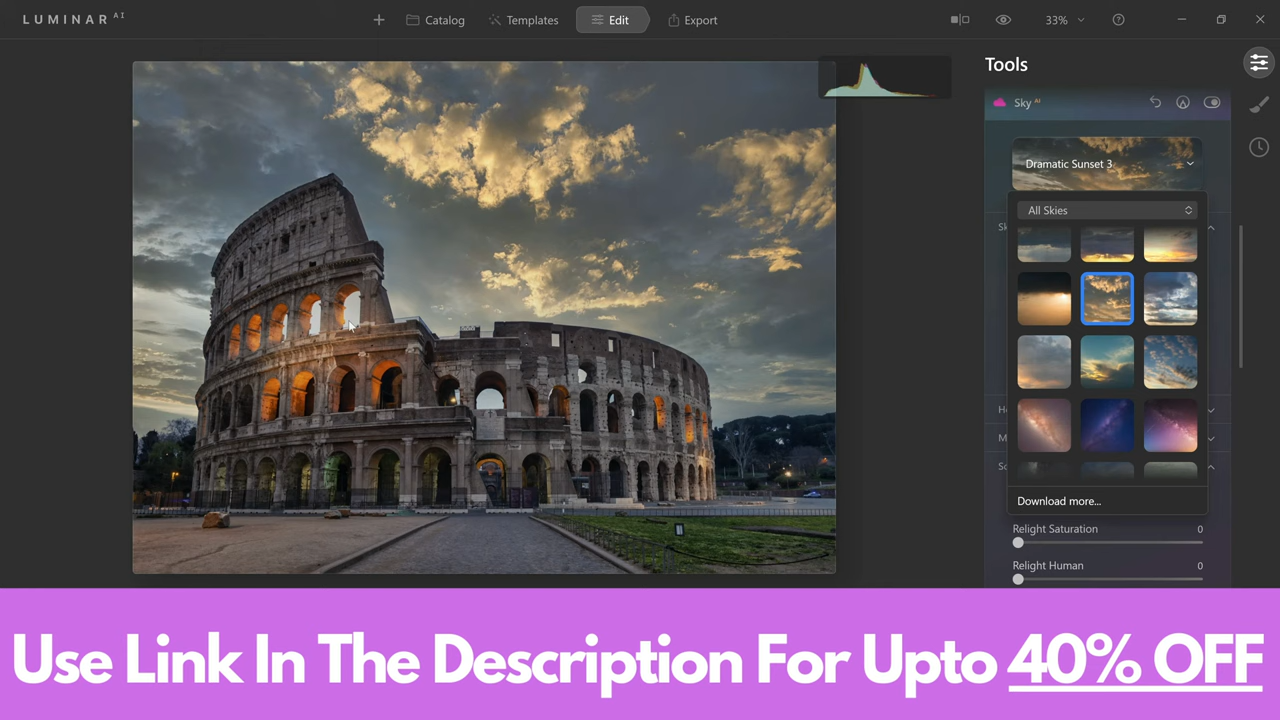 LUMINAR AI
Catalog
Templates
Edit
Export
33%
Tools
Sky AI
Dramatic Sunset 3
All Skies
Download more...
Relight Saturation 0
Relight Human 0
Use Link In The Description For Upto 40% OFF